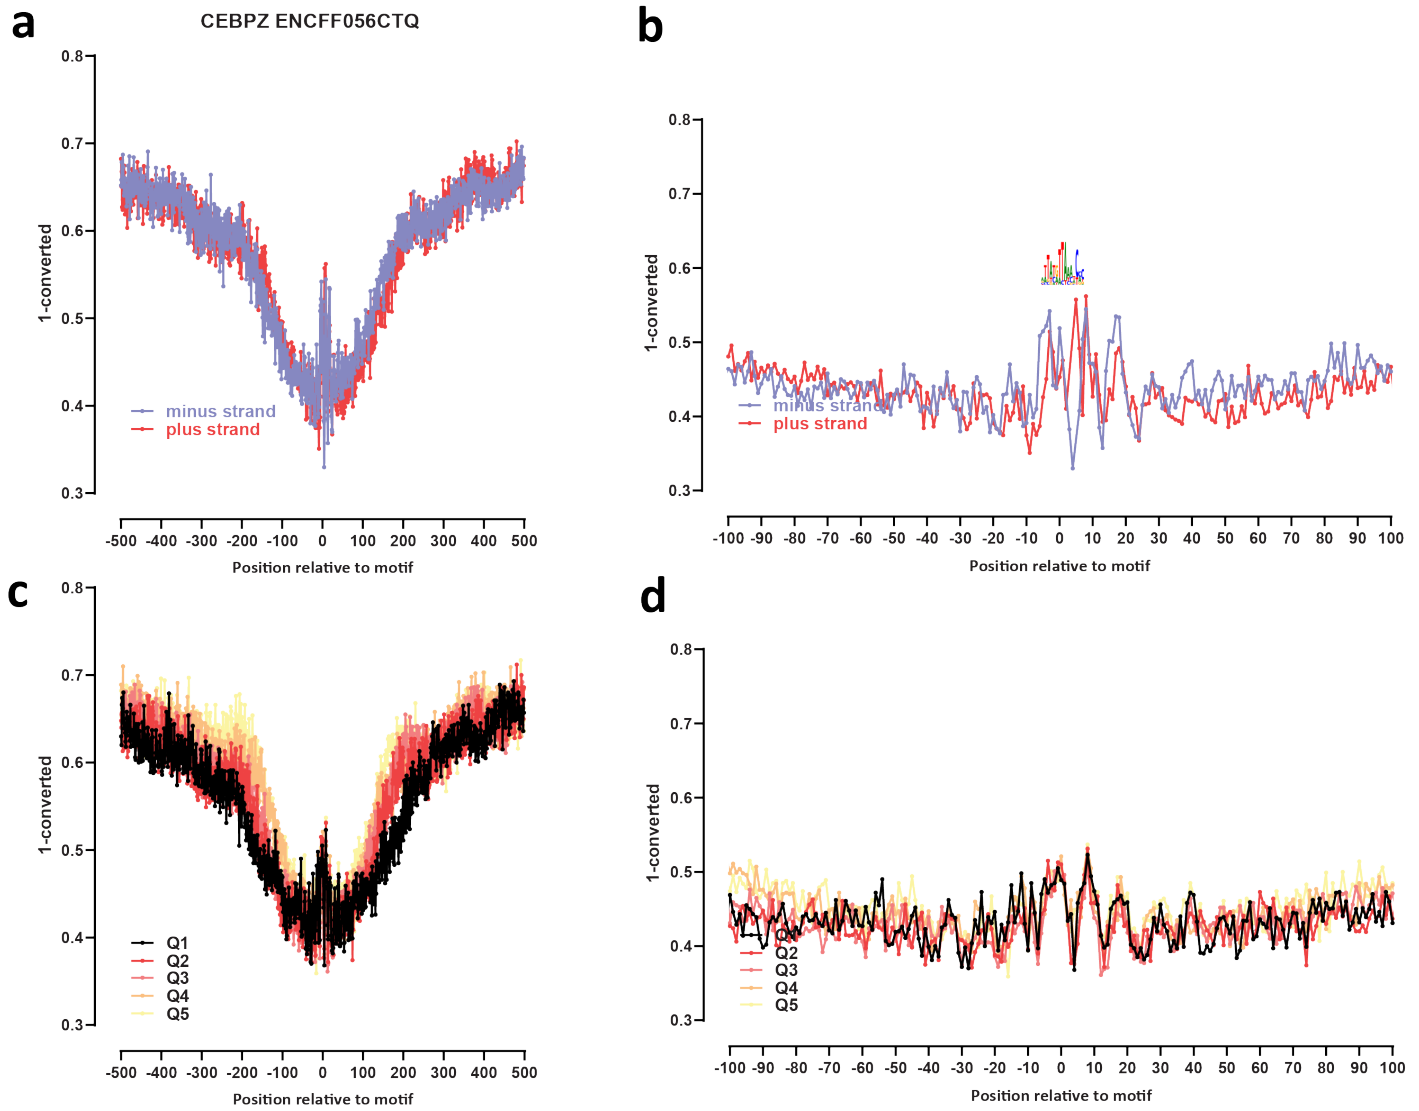 a
CEBPZ ENCFF056CTQ
0.8
0.7
0.6
0.5
0.4
0.3
1-converted
minus strand
plus strand
-500 -400 -300 -200 -100 0 100 200 300 400 500
Position relative to motif
b
0.8
0.7
0.6
0.5
0.4
0.3
1-converted
minus strand
plus strand
-100 -90 -80 -70 -60 -50 -40 -30 -20 -10 0 10 20 30 40 50 60 70 80 90 100
Position relative to motif
c
0.8
0.7
0.6
0.5
0.4
0.3
1-converted
Q1
Q2
Q3
Q4
Q5
-500 -400 -300 -200 -100 0 100 200 300 400 500
Position relative to motif
d
0.8
0.7
0.6
0.5
0.4
0.3
1-converted
Q2
Q3
Q4
Q5
-100 -90 -80 -70 -60 -50 -40 -30 -20 -10 0 10 20 30 40 50 60 70 80 90 100
Position relative to motif